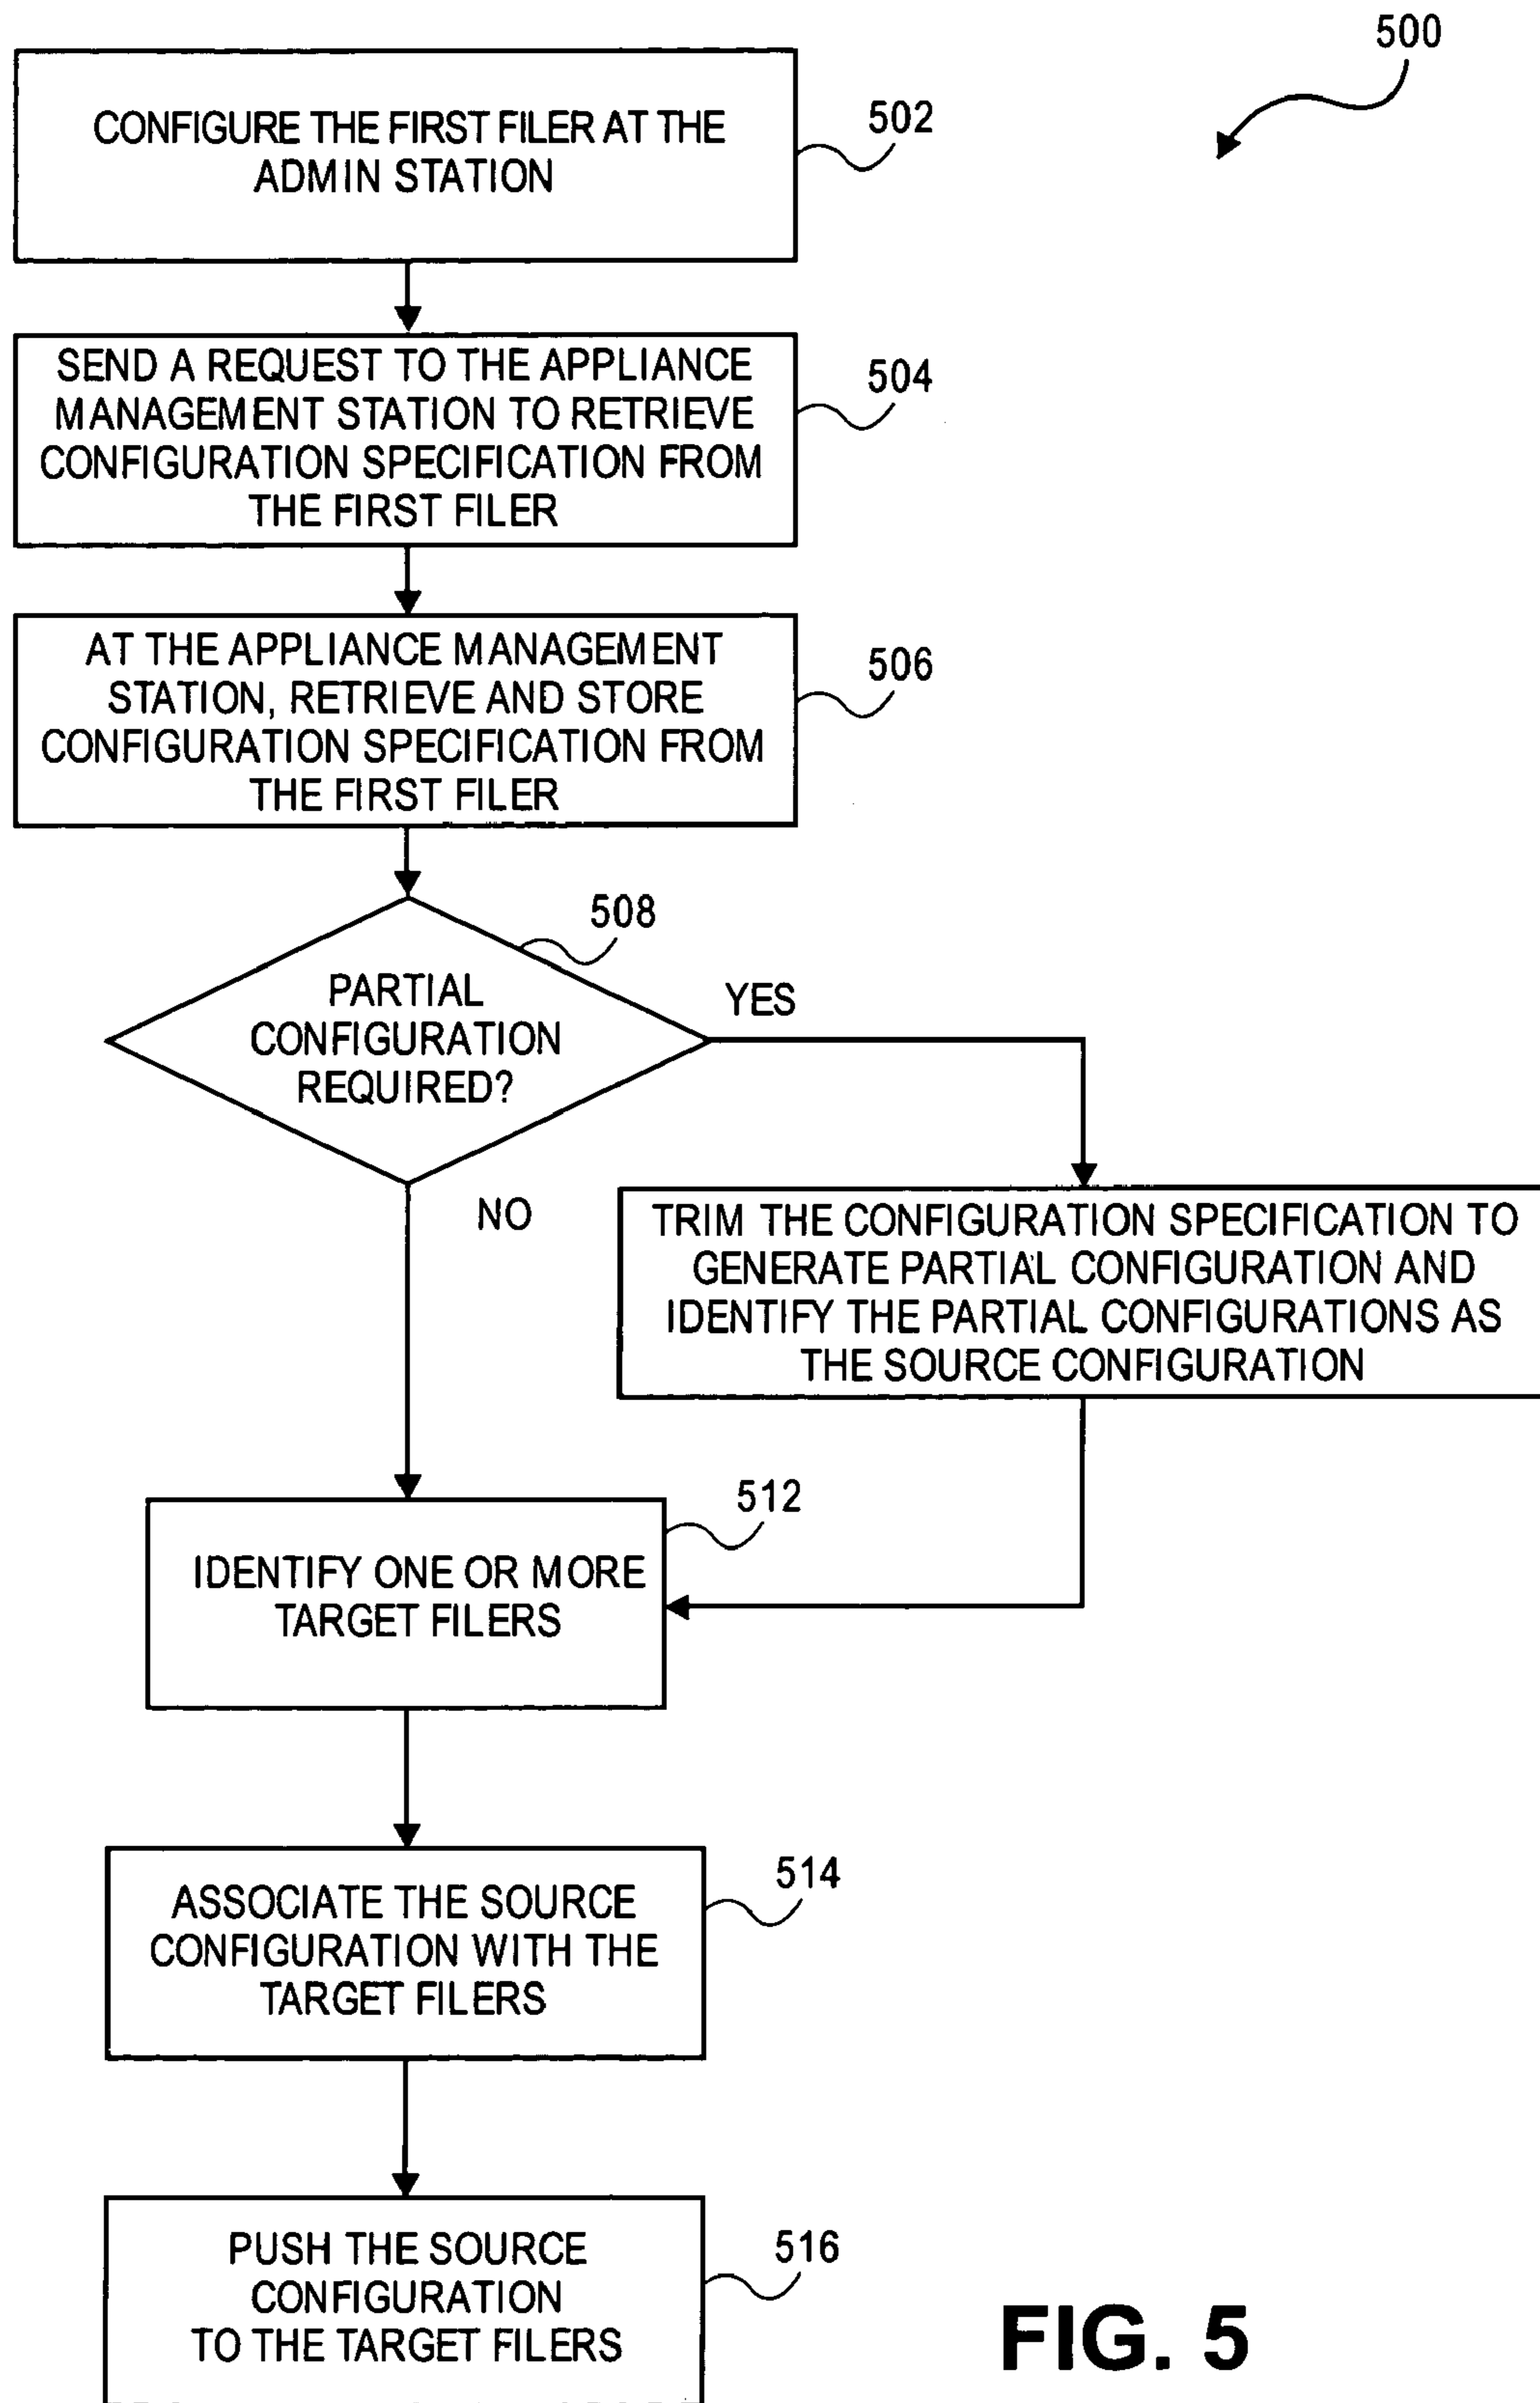 500
CONFIGURE THE FIRST FILER AT THE
ADMIN STATION
502
SEND A REQUEST TO THE APPLIANCE
MANAGEMENT STATION TO RETRIEVE
CONFIGURATION SPECIFICATION FROM
THE FIRST FILER
504
AT THE APPLIANCE MANAGEMENT
STATION, RETRIEVE AND STORE
CONFIGURATION SPECIFICATION FROM
THE FIRST FILER
506
508
PARTIAL
CONFIGURATION
REQUIRED?
YES
NO
TRIM THE CONFIGURATION SPECIFICATION TO
GENERATE PARTIAL CONFIGURATION AND
IDENTIFY THE PARTIAL CONFIGURATIONS AS
THE SOURCE CONFIGURATION
512
IDENTIFY ONE OR MORE
TARGET FILERS
514
ASSOCIATE THE SOURCE
CONFIGURATION WITH THE
TARGET FILERS
516
PUSH THE SOURCE
CONFIGURATION
TO THE TARGET FILERS
FIG. 5